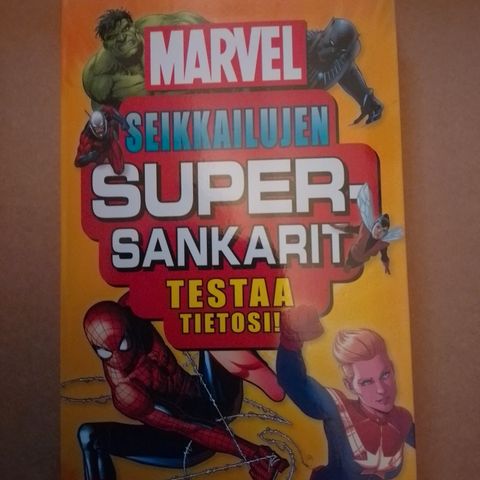 MARVEL
SEIKKAILUJEN
SUPER-
SANKARIT
TESTAA
TIETOSI!